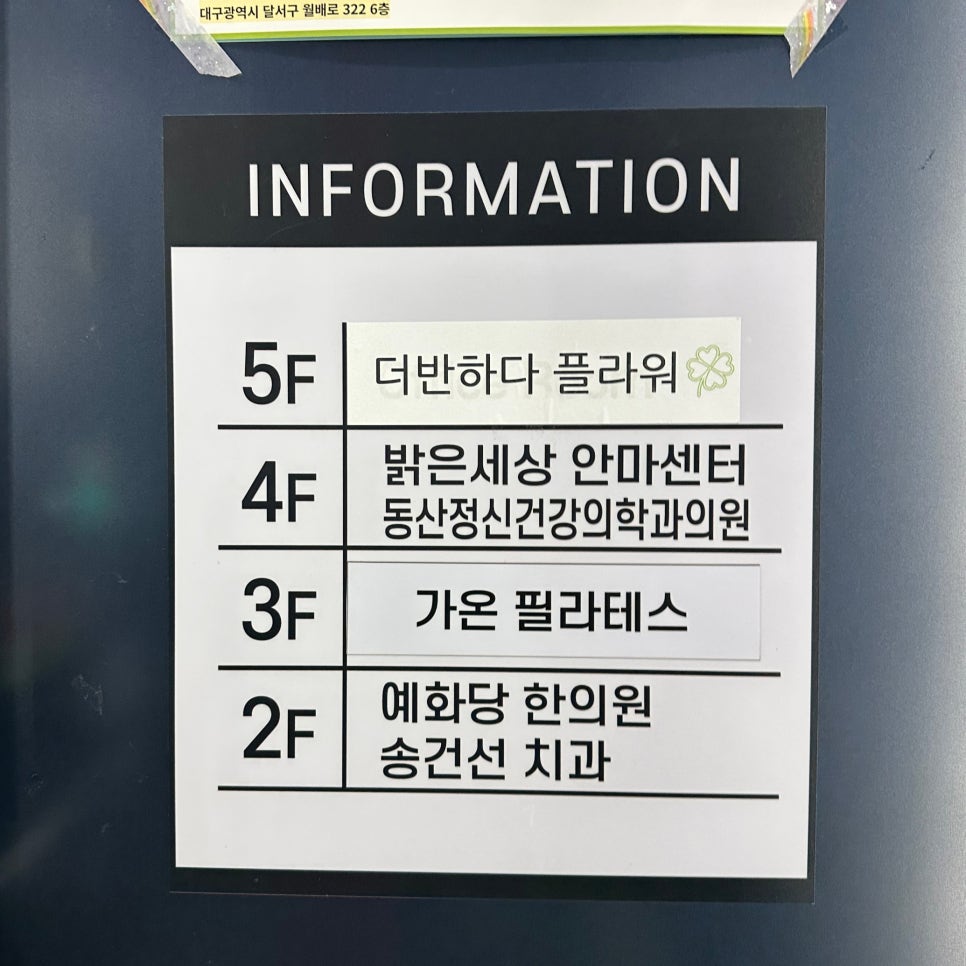 대구광역시 달서구 월배로 322 6층
INFORMATION
5F 더반하다 플라워
4F 밝은세상 안마센터
동산정신건강의학과의원
3F 가온 필라테스
2F 예화당 한의원
송건선 치과